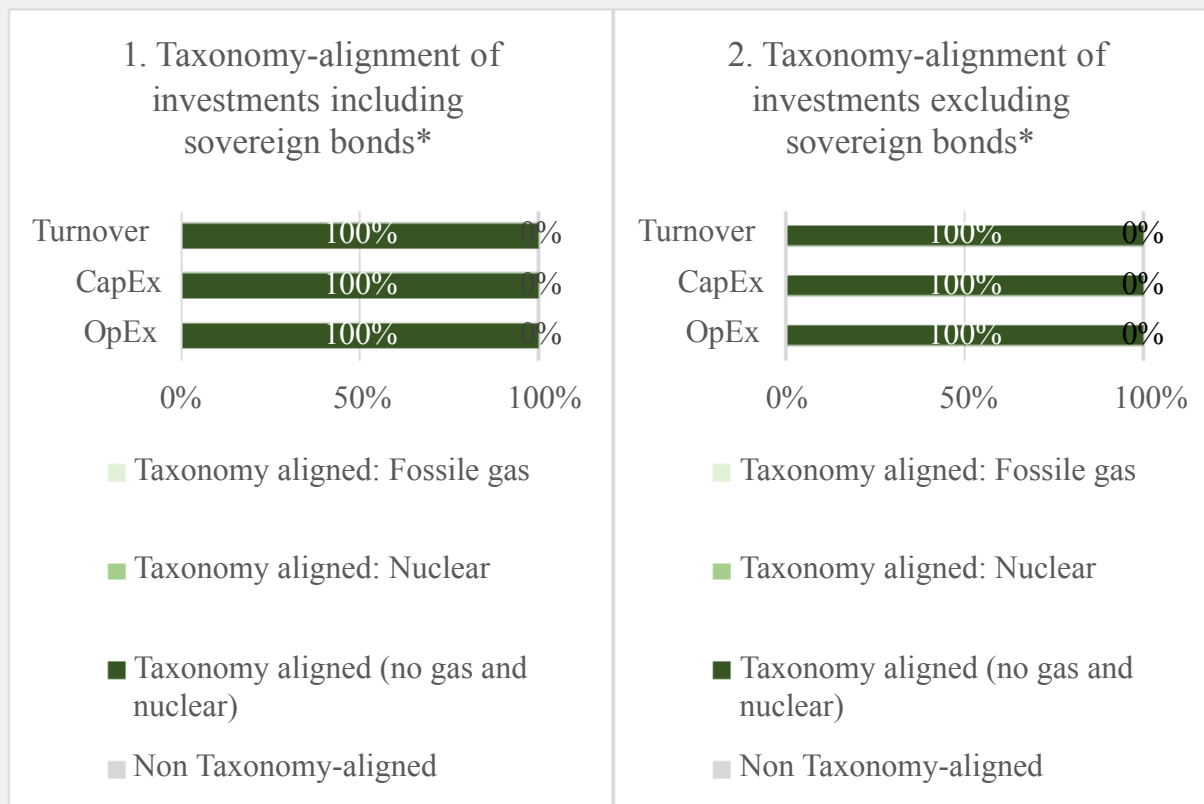 1. Taxonomy-alignment of
investments including
sovereign bonds*
Turnover 100% 0%
CapEx 100% 0%
OpEx 100% 0%
0% 50% 100%
Taxonomy aligned: Fossile gas
Taxonomy aligned: Nuclear
Taxonomy aligned (no gas and
nuclear)
Non Taxonomy-aligned
2. Taxonomy-alignment of
investments excluding
sovereign bonds*
Turnover 100% 0%
CapEx 100% 0%
OpEx 100% 0%
0% 50% 100%
Taxonomy aligned: Fossile gas
Taxonomy aligned: Nuclear
Taxonomy aligned (no gas and
nuclear)
Non Taxonomy-aligned